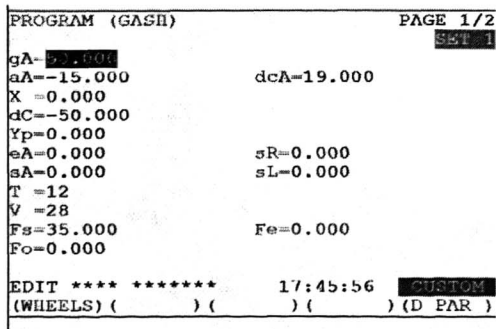 PROGRAM (GASH) PAGE 1/2
SET 1
gA=50.000
aA=-15.000 dcA=19.000
X =0.000
dC=-50.000
Yp=0.000
eA=0.000 sR=0.000
sA=0.000 sL=0.000
T =12
V =28
Fs=35.000 Fe=0.000
Fo=0.000
EDIT **** ******* 17:45:56 CUSTOM
(WHEELS) ( ) ( ) ( ) (D PAR )